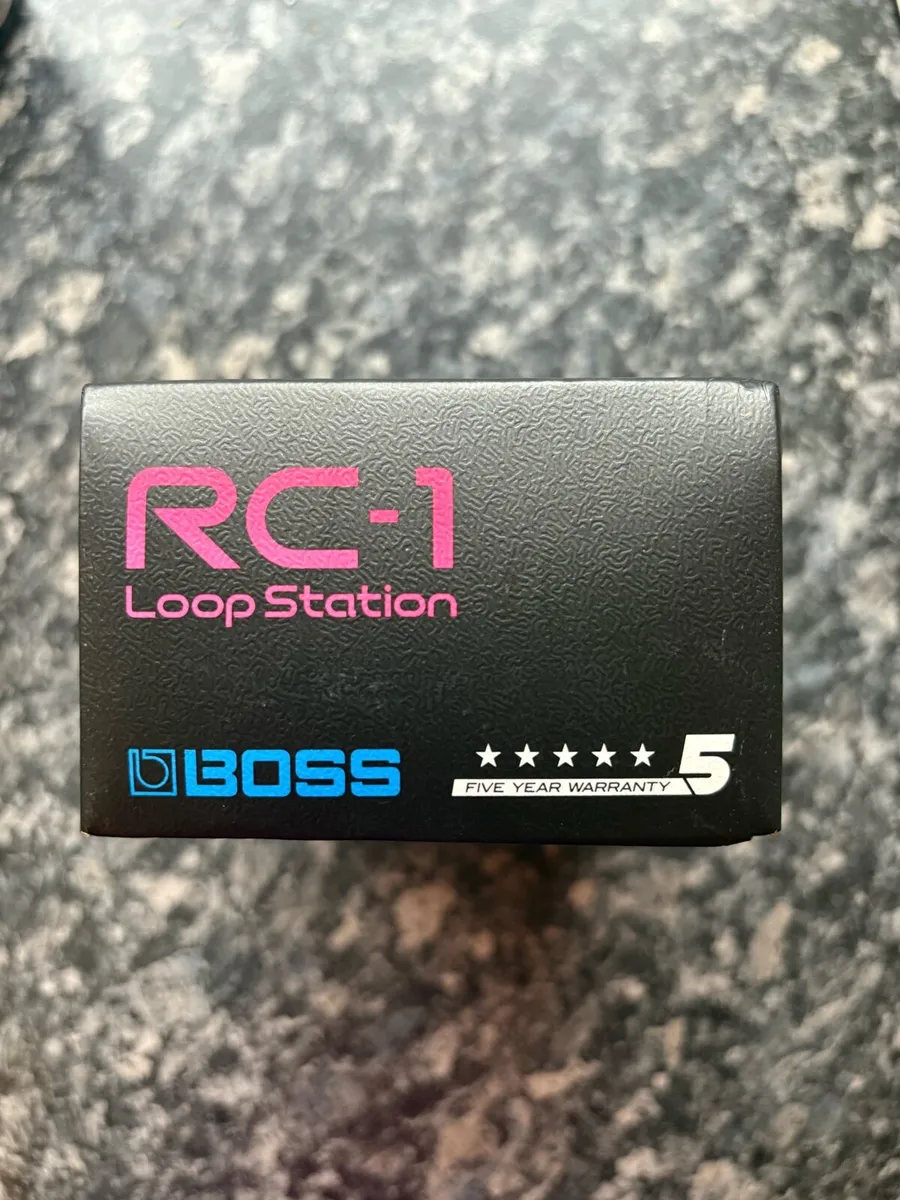 RC-1
Loop Station
BOSS
★★★★★ 5
FIVE YEAR WARRANTY